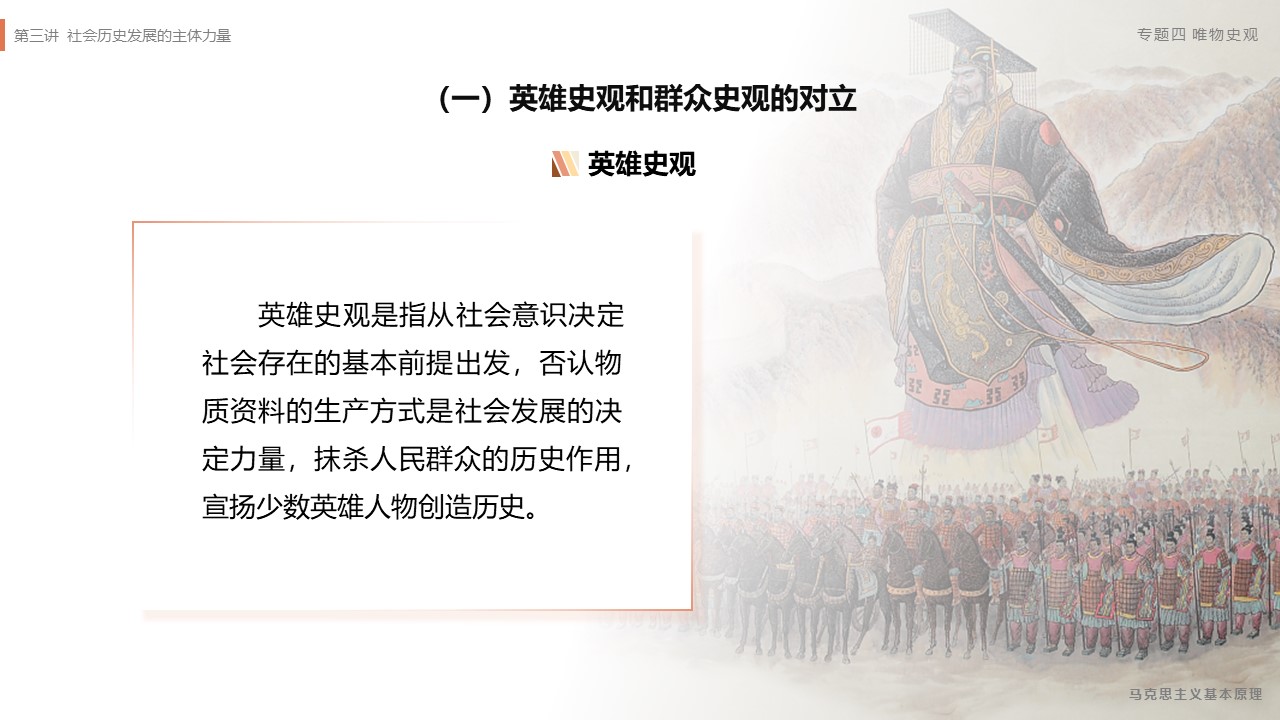 第三讲 社会历史发展的主体力量
专题四 唯物史观
（一）英雄史观和群众史观的对立
英雄史观
英雄史观是指从社会意识决定
社会存在的基本前提出发，否认物
质资料的生产方式是社会发展的决
定力量，抹杀人民群众的历史作用，
宣扬少数英雄人物创造历史。
马克思主义基本原理